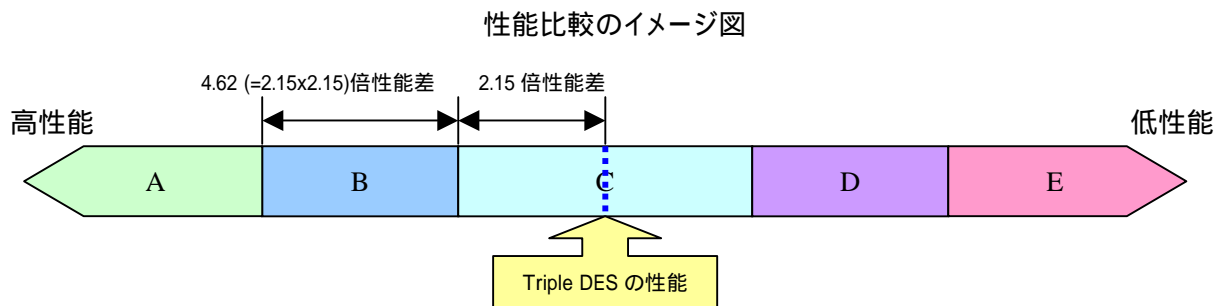 性能比較のイメージ図
4.62 (=2.15x2.15)倍性能差 2.15 倍性能差
高性能 低性能
A B C D E
Triple DES の性能